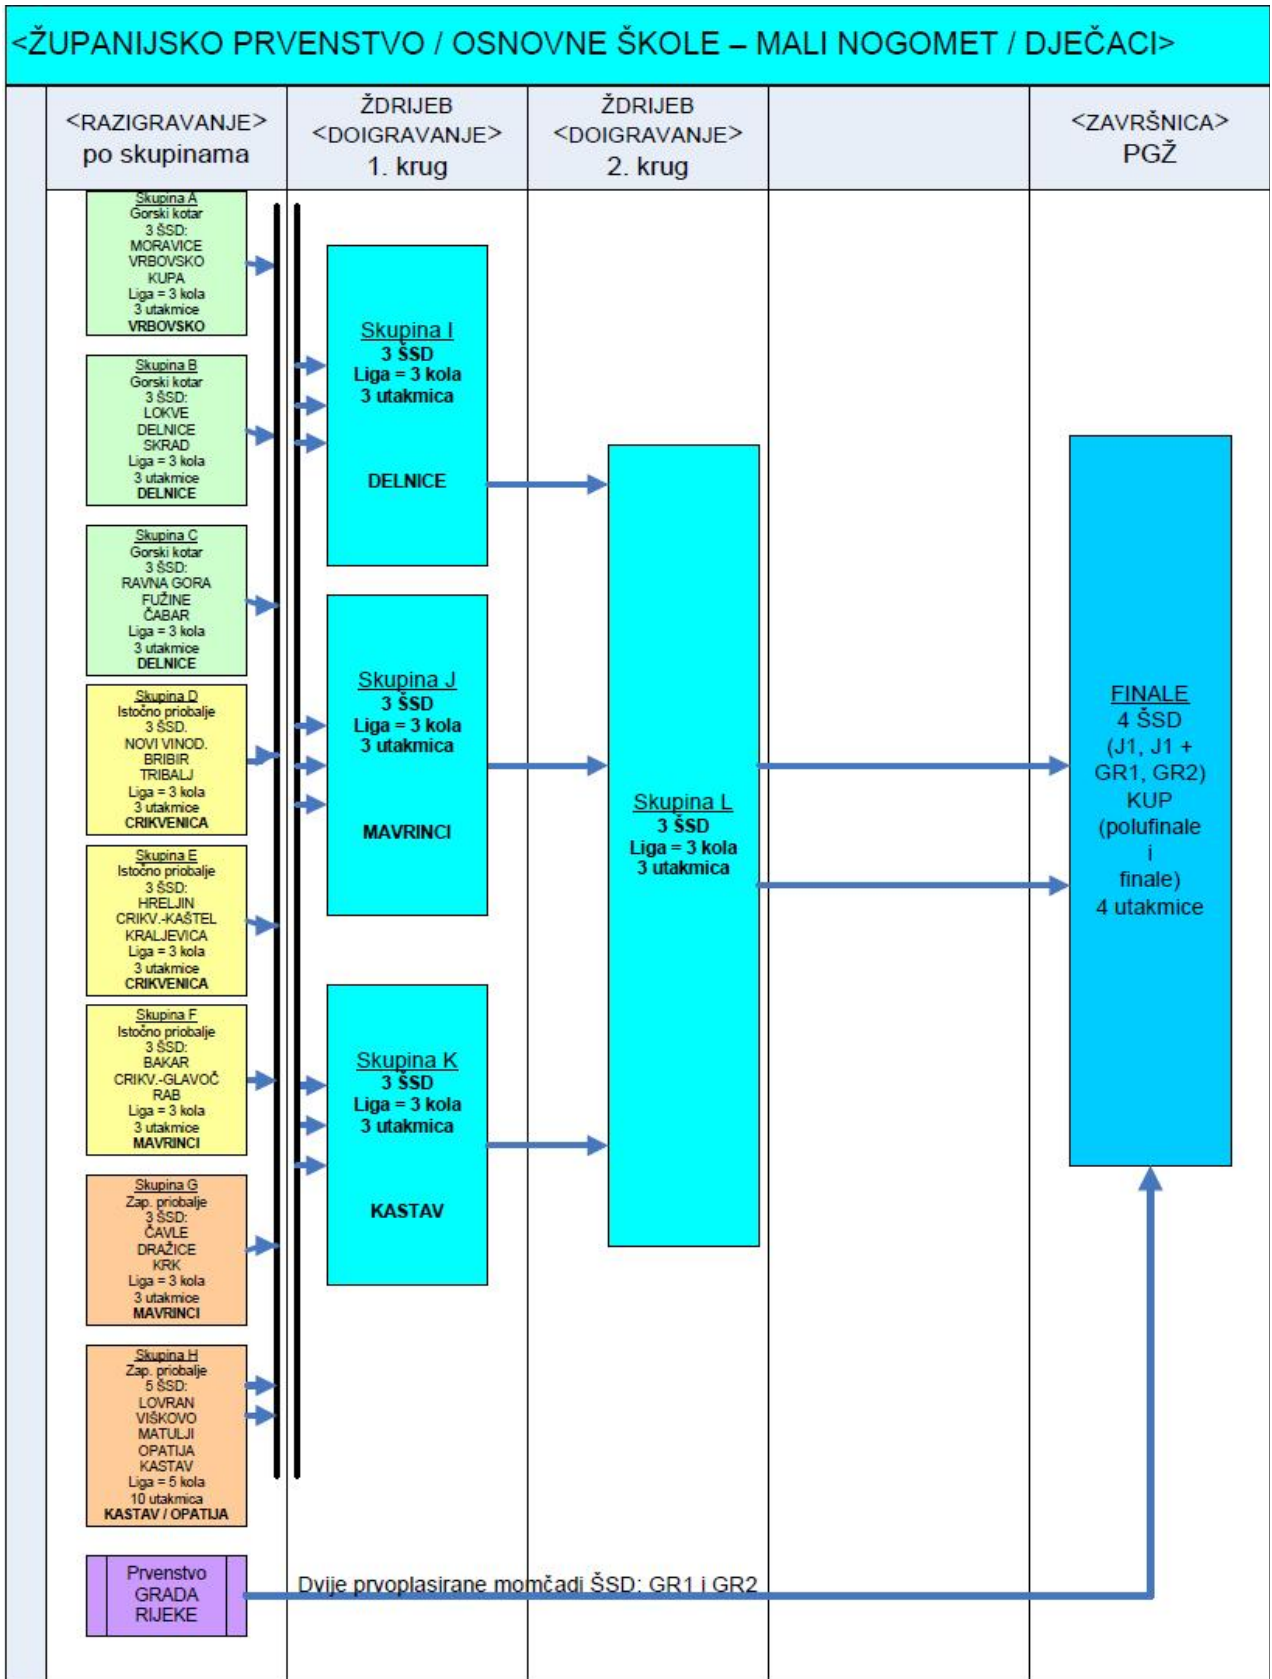 <ŽUPANIJSKO PRVENSTVO / OSNOVNE ŠKOLE – MALI NOGOMET / DJEČACI>
<RAZIGRAVANJE>
po skupinama
ŽDRIJEB
<DOIGRAVANJE>
1. krug
ŽDRIJEB
<DOIGRAVANJE>
2. krug
<ZAVRŠNICA>
PGŽ
Skupina A
Gorski kotar
3 ŠSD:
MORAVICE
VRBOVSKO
KUPA
Liga = 3 kola
3 utakmice
VRBOVSKO
Skupina B
Gorski kotar
3 ŠSD:
LOKVE
DELNICE
SKRAD
Liga = 3 kola
3 utakmice
DELNICE
Skupina C
Gorski kotar
3 ŠSD:
RAVNA GORA
FUŽINE
ČABAR
Liga = 3 kola
3 utakmice
DELNICE
Skupina D
Istočno priobalje
3 ŠSD.
NOVI VINOD.
BRIBIR
TRIBALJ
Liga = 3 kola
3 utakmice
CRIKVENICA
Skupina E
Istočno priobalje
3 ŠSD:
HRELJIN
CRIKV.-KAŠTEL
KRALJEVICA
Liga = 3 kola
3 utakmice
CRIKVENICA
Skupina F
Istočno priobalje
3 ŠSD:
BAKAR
CRIKV.-GLAVOČ
RAB
Liga = 3 kola
3 utakmice
MAVRINCI
Skupina G
Zap. priobalje
3 ŠSD:
ČAVLE
DRAŽICE
KRK
Liga = 3 kola
3 utakmice
MAVRINCI
Skupina H
Zap. priobalje
5 ŠSD:
LOVRAN
VIŠKOVO
MATULJI
OPATIJA
KASTAV
Liga = 5 kola
10 utakmica
KASTAV / OPATIJA
Prvenstvo
GRADA
RIJEKE
Dvije prvoplasirane momčadi ŠSD: GR1 i GR2
Skupina I
3 ŠSD
Liga = 3 kola
3 utakmica
DELNICE
Skupina J
3 ŠSD
Liga = 3 kola
3 utakmica
MAVRINCI
Skupina K
3 ŠSD
Liga = 3 kola
3 utakmica
KASTAV
Skupina L
3 ŠSD
Liga = 3 kola
3 utakmica
FINALE
4 ŠSD
(J1, J1 +
GR1, GR2)
KUP
(polufinale
i
finale)
4 utakmice